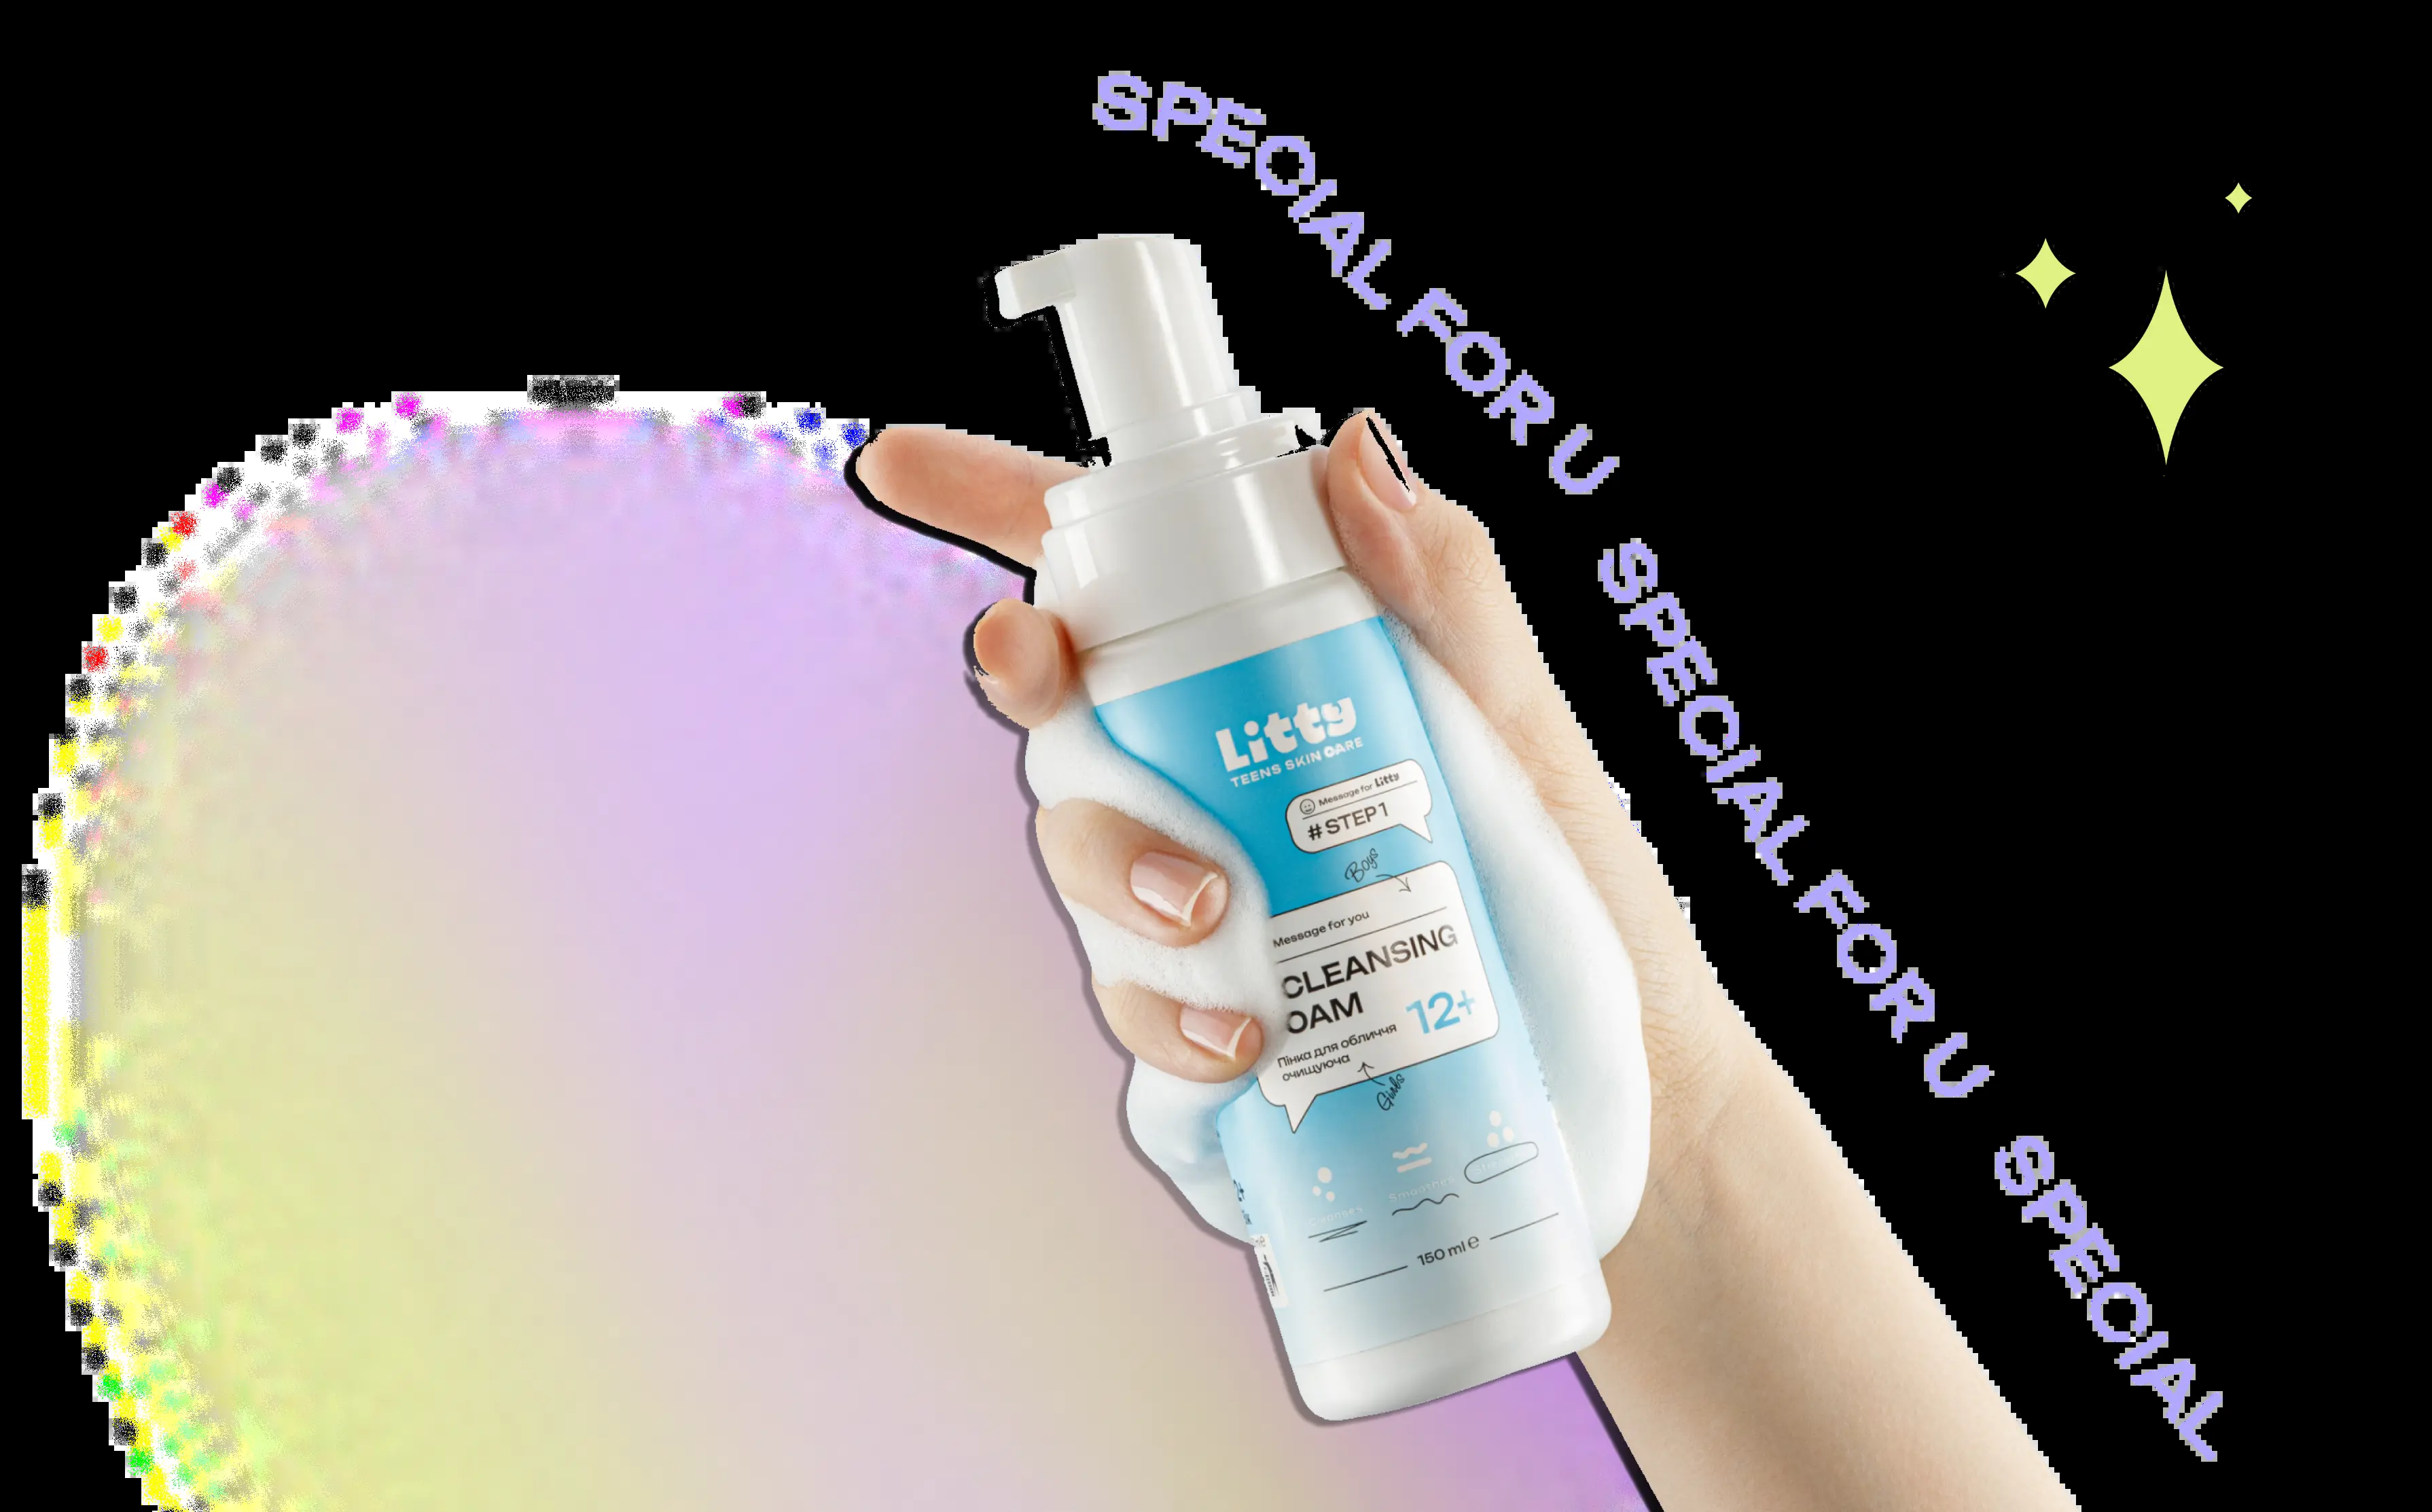 SPECIAL FOR U SPECIAL FOR U SPECIAL
Litty
TEENS SKIN CARE
Message for Litty
#STEP1
Boys
Message for you
CLEANSING
OAM
12+
Пінка для обличчя
очищуюча
Girls
Smoothes
150 ml e